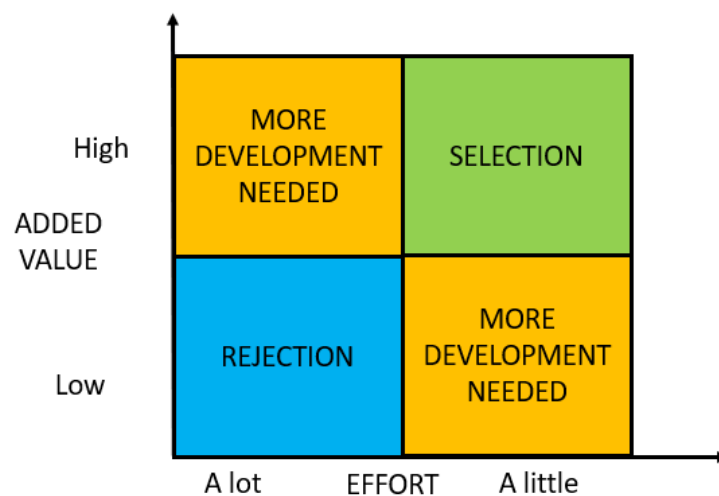 MORE
DEVELOPMENT
NEEDED
SELECTION
High
ADDED
VALUE
REJECTION
MORE
DEVELOPMENT
NEEDED
Low
A lot
EFFORT
A little